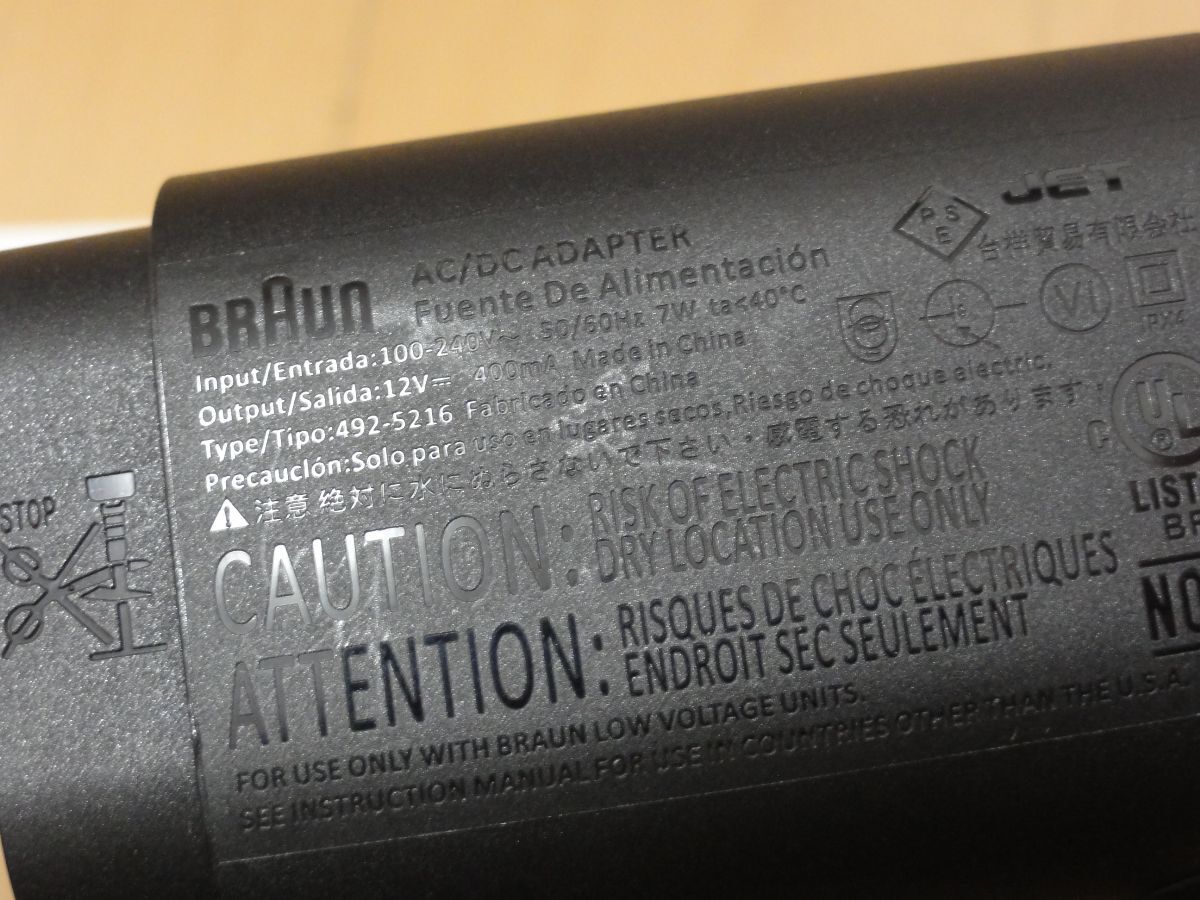 STOP
BRAUN
AC/DC ADAPTER
Fuente De Alimentación
Input/Entrada:100-240V~ 50/60Hz 7W ta<40°C
Output/Salida:12V⎓ 400mA Made in China
Type/Tipo:492-5216 Fabricado en China
Precaución:Solo para uso en lugares secos,Riesgo de choque electric.
⚠注意 絶対に水にぬらさないで下さい・感電する恐れがあります・
CAUTION: RISK OF ELECTRIC SHOCK
DRY LOCATION USE ONLY
ATTENTION: RISQUES DE CHOC ÉLECTRIQUES
ENDROIT SEC SEULEMENT
FOR USE ONLY WITH BRAUN LOW VOLTAGE UNITS.
SEE INSTRUCTION MANUAL FOR USE IN COUNTRIES OTHER THAN THE U.S.A.
PSE
JET
貿易有限会社
VI
IPX4
C UL
LIST